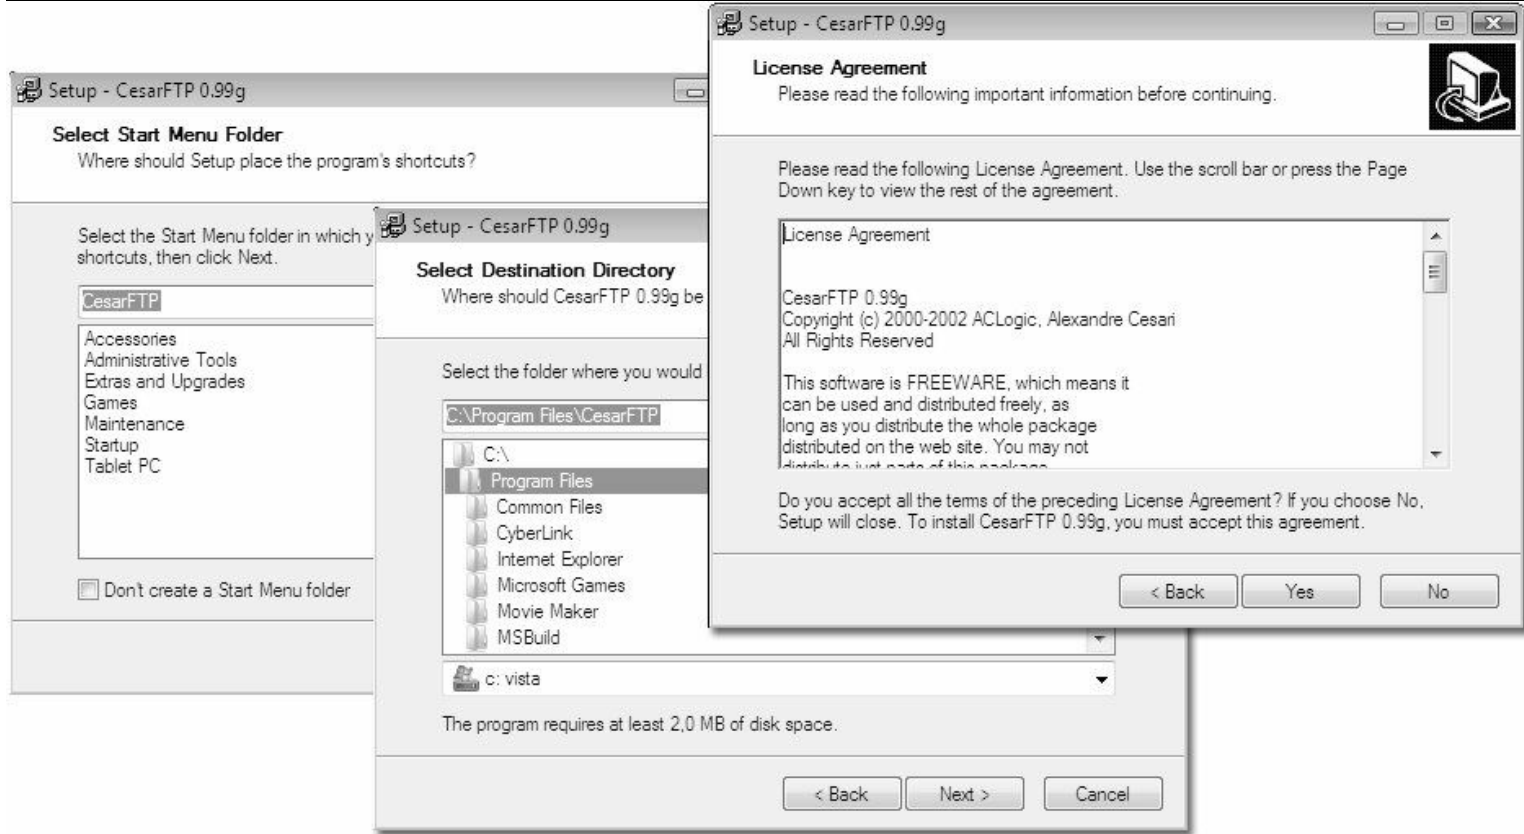 Setup - CesarFTP 0.99g
Select Start Menu Folder
Where should Setup place the program's shortcuts?
Select the Start Menu folder in which
shortcuts, then click Next.
CesarFTP
Accessories
Administrative Tools
Extras and Upgrades
Games
Maintenance
Startup
Tablet PC
Don't create a Start Menu folder
Setup - CesarFTP 0.99g
Select Destination Directory
Where should CesarFTP 0.99g be
Select the folder where you would
C:\Program Files\CesarFTP
C:\
Program Files
Common Files
CyberLink
Internet Explorer
Microsoft Games
Movie Maker
MSBuild
c: vista
The program requires at least 2,0 MB of disk space.
< Back
Next >
Cancel
Setup - CesarFTP 0.99g
License Agreement
Please read the following important information before continuing.
Please read the following License Agreement. Use the scroll bar or press the Page
Down key to view the rest of the agreement.
License Agreement
CesarFTP 0.99g
Copyright (c) 2000-2002 ACLogic, Alexandre Cesari
All Rights Reserved
This software is FREEWARE, which means it
can be used and distributed freely, as
long as you distribute the whole package
distributed on the web site. You may not
distribute just parts of this package
Do you accept all the terms of the preceding License Agreement? If you choose No,
Setup will close. To install CesarFTP 0.99g, you must accept this agreement.
< Back
Yes
No